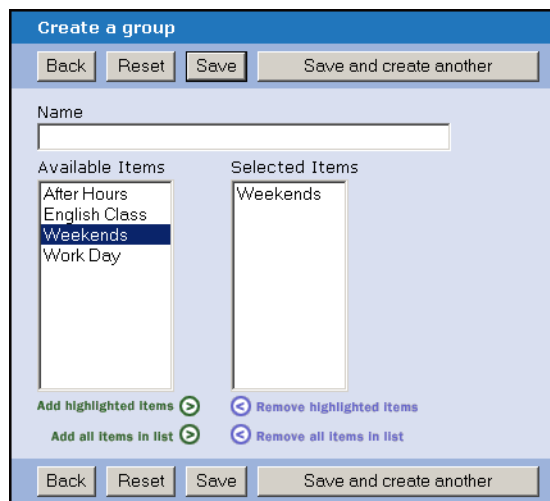 Create a group
Back Reset Save Save and create another
Name
Available Items Selected Items
After Hours Weekends
English Class
Weekends
Work Day
Add highlighted items Remove highlighted items
Add all items in list Remove all items in list
Back Reset Save Save and create another